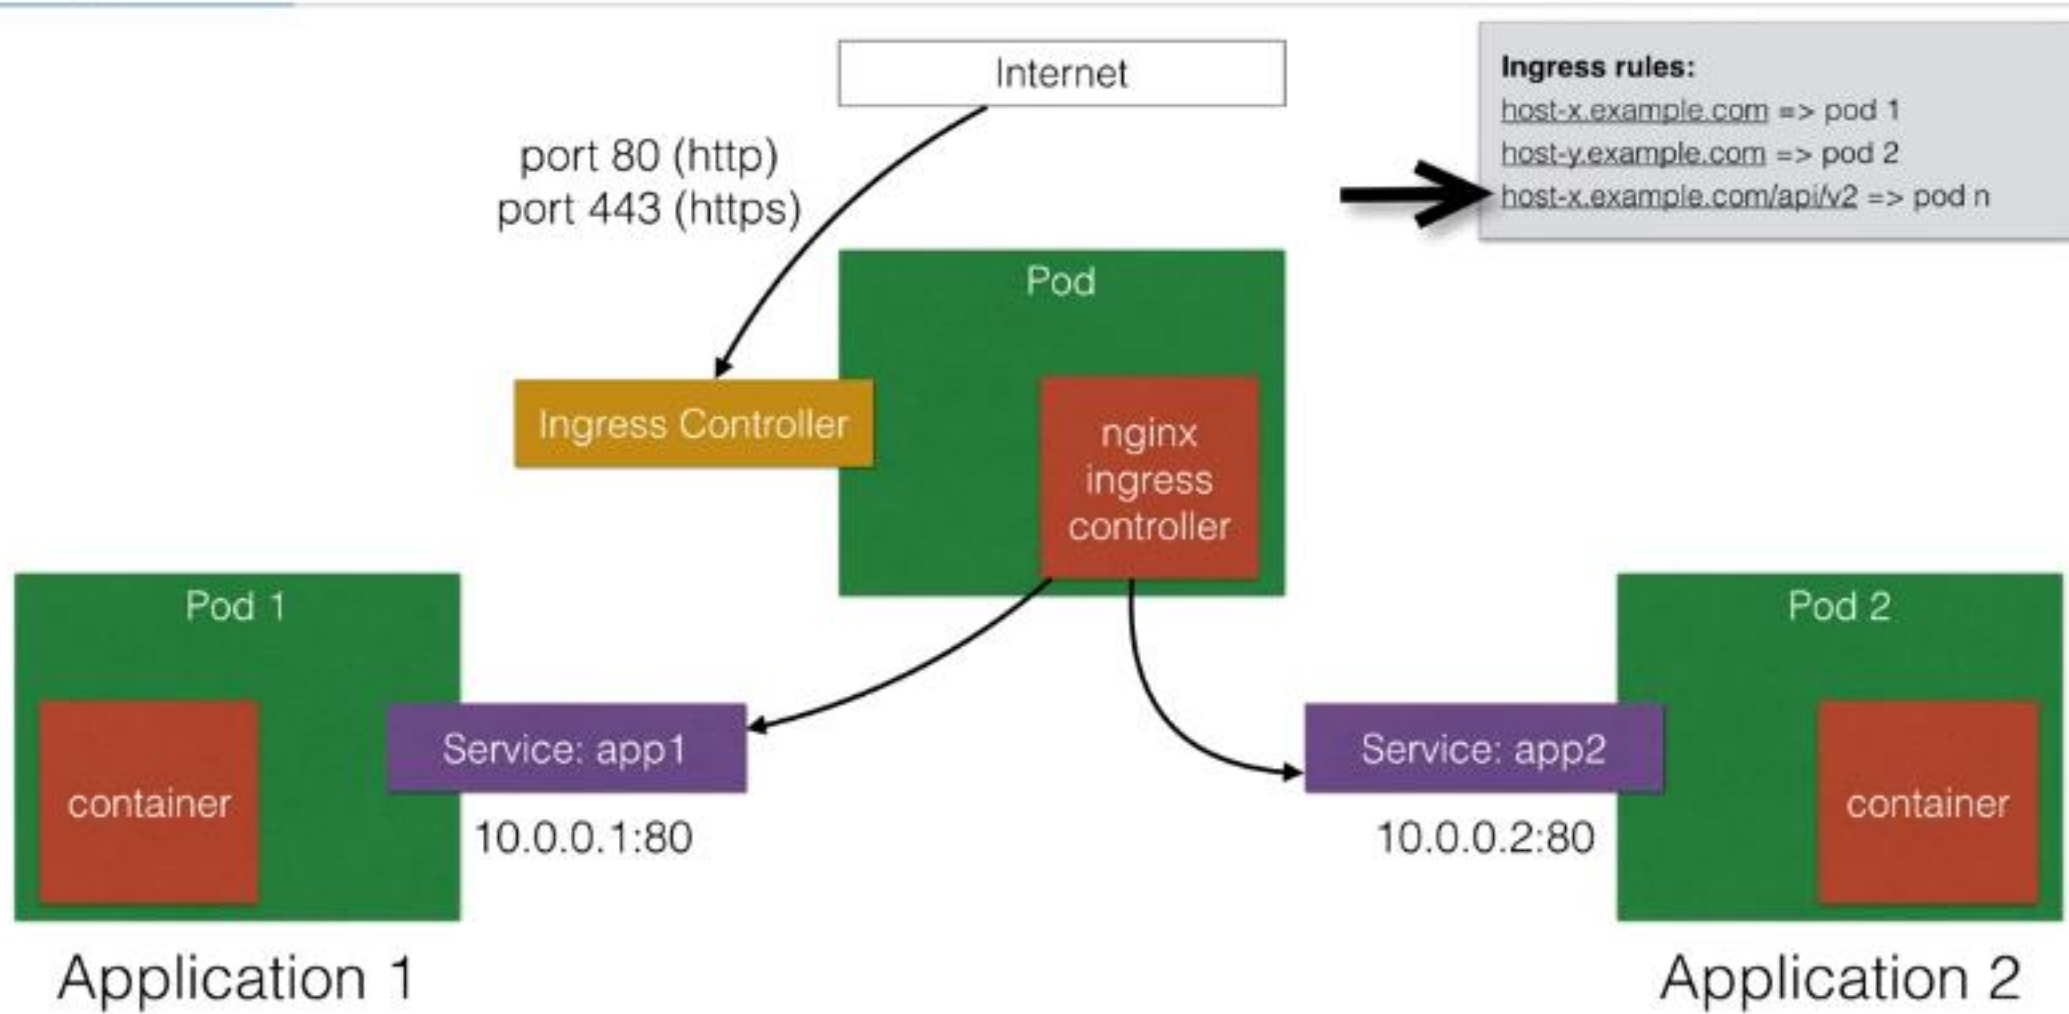 Internet
Ingress rules:
host-x.example.com => pod 1
host-y.example.com => pod 2
host-x.example.com/api/v2 => pod n
port 80 (http)
port 443 (https)
Pod
Ingress Controller
nginx
ingress
controller
Pod 1
container
Service: app1
10.0.0.1:80
Application 1
Pod 2
Service: app2
container
10.0.0.2:80
Application 2